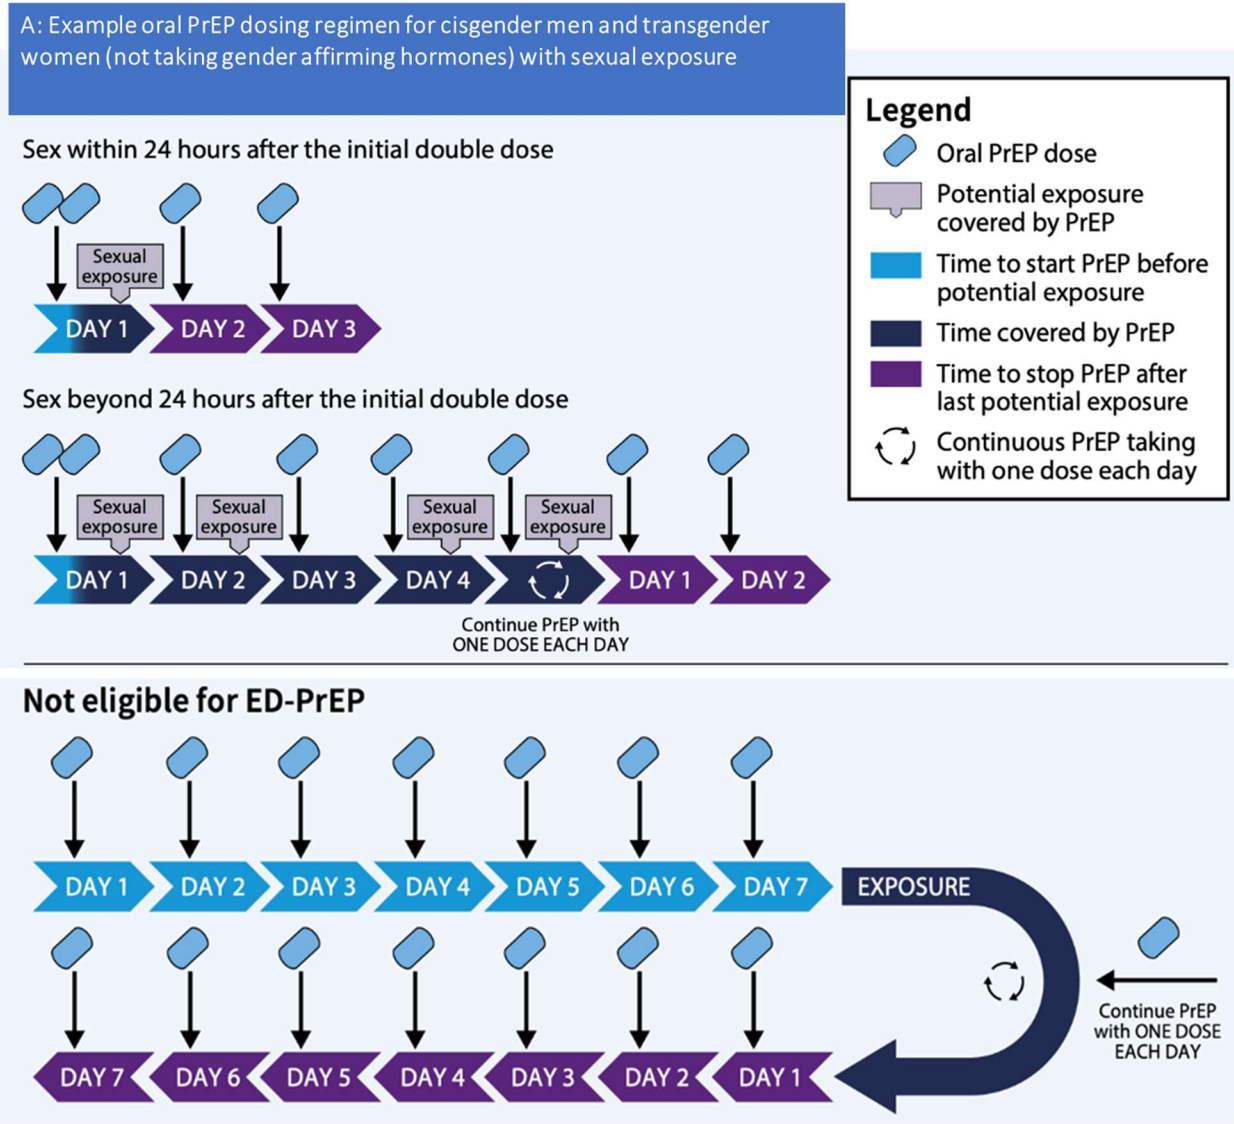 A: Example oral PrEP dosing regimen for cisgender men and transgender
women (not taking gender affirming hormones) with sexual exposure
Legend
Oral PrEP dose
Potential exposure
covered by PrEP
Time to start PrEP before
potential exposure
Time covered by PrEP
Time to stop PrEP after
last potential exposure
Continuous PrEP taking
with one dose each day
Sex within 24 hours after the initial double dose
Sexual
exposure
DAY 1 DAY 2 DAY 3
Sex beyond 24 hours after the initial double dose
Sexual Sexual Sexual Sexual
exposure exposure exposure exposure
DAY 1 DAY 2 DAY 3 DAY 4 DAY 1 DAY 2
Continue PrEP with
ONE DOSE EACH DAY
Not eligible for ED-PrEP
DAY 1 DAY 2 DAY 3 DAY 4 DAY 5 DAY 6 DAY 7 EXPOSURE
Continue PrEP
with ONE DOSE
EACH DAY
DAY 7 DAY 6 DAY 5 DAY 4 DAY 3 DAY 2 DAY 1